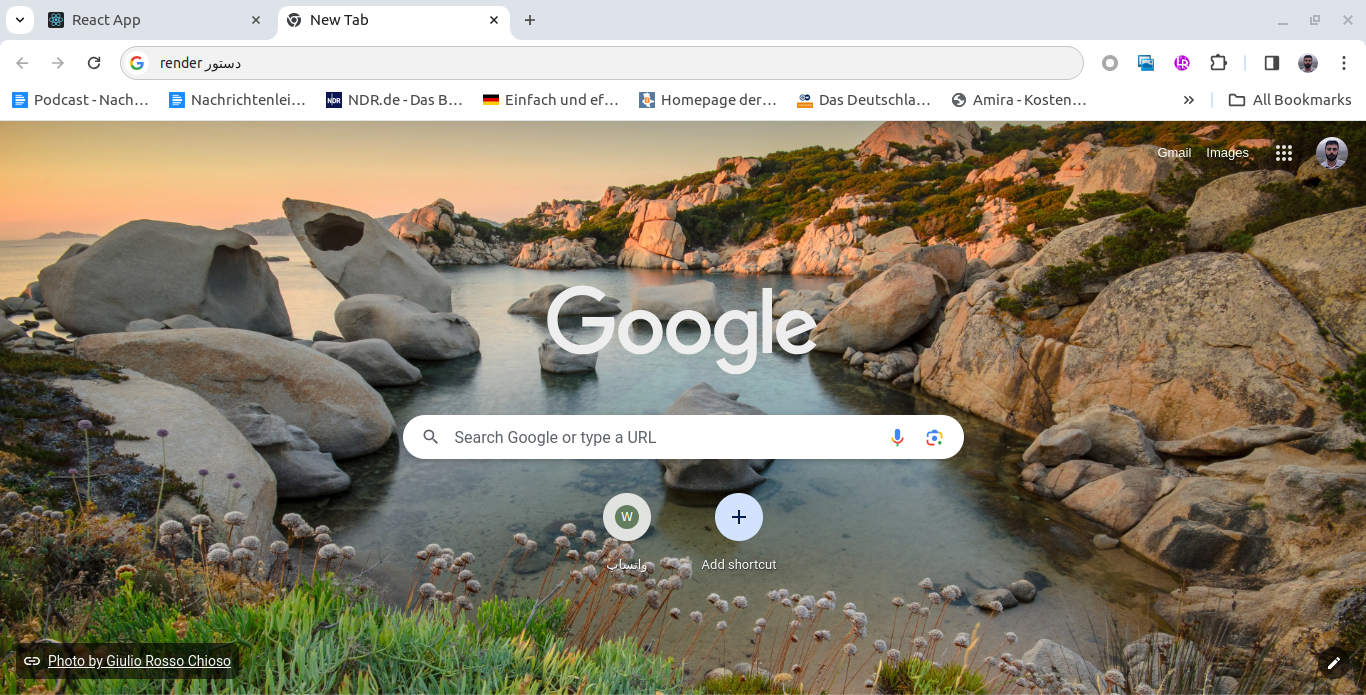 React App
New Tab
دستور render
Podcast - Nach…
Nachrichtenlei…
NDR
NDR.de - Das B…
Einfach und ef…
Homepage der…
Das Deutschla…
Amira - Kosten…
All Bookmarks
Gmail
Images
Google
Search Google or type a URL
W
واتساب
Add shortcut
Photo by Giulio Rosso Chioso